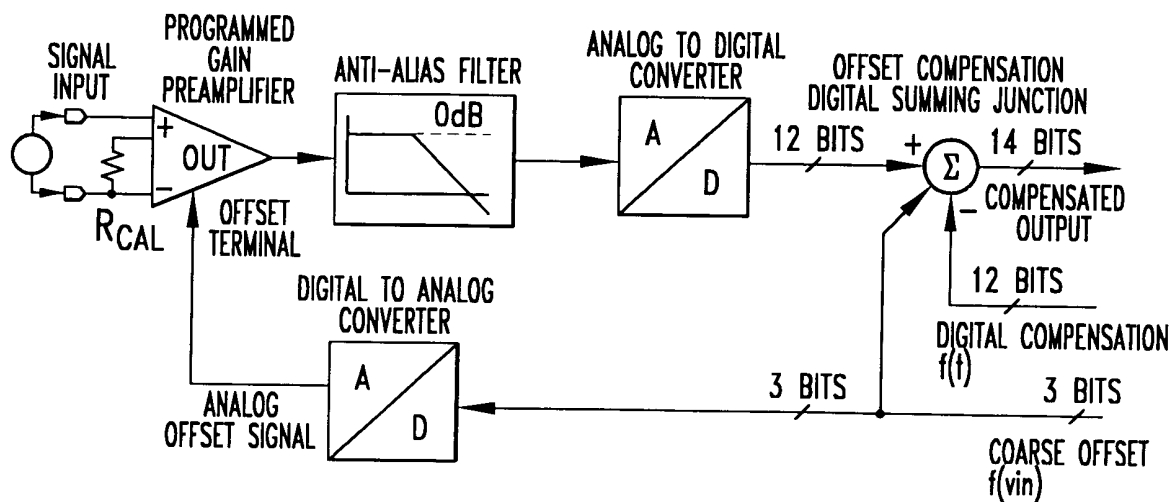 SIGNAL
INPUT
PROGRAMMED
GAIN
PREAMPLIFIER
+
OUT
−
R_CAL
OFFSET
TERMINAL
ANTI-ALIAS FILTER
0dB
ANALOG TO DIGITAL
CONVERTER
A
D
12 BITS
OFFSET COMPENSATION
DIGITAL SUMMING JUNCTION
+
Σ
−
14 BITS
COMPENSATED
OUTPUT
12 BITS
DIGITAL COMPENSATION
f(t)
DIGITAL TO ANALOG
CONVERTER
A
D
ANALOG
OFFSET SIGNAL
3 BITS
3 BITS
COARSE OFFSET
f(vin)